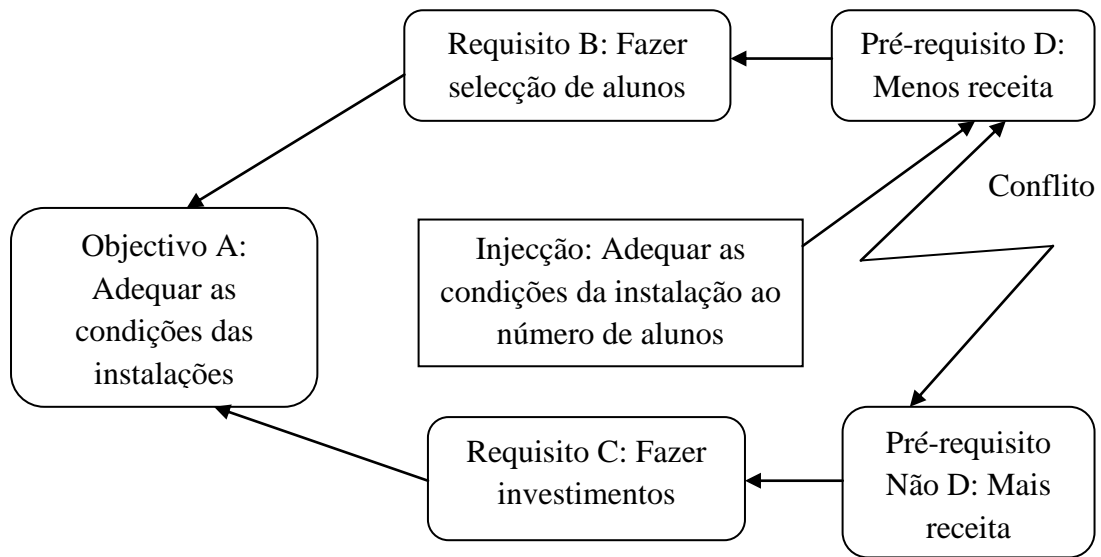 Requisito B: Fazer
selecção de alunos
Pré-requisito D:
Menos receita
Conflito
Objectivo A:
Adequar as
condições das
instalações
Injecção: Adequar as
condições da instalação ao
número de alunos
Requisito C: Fazer
investimentos
Pré-requisito
Não D: Mais
receita